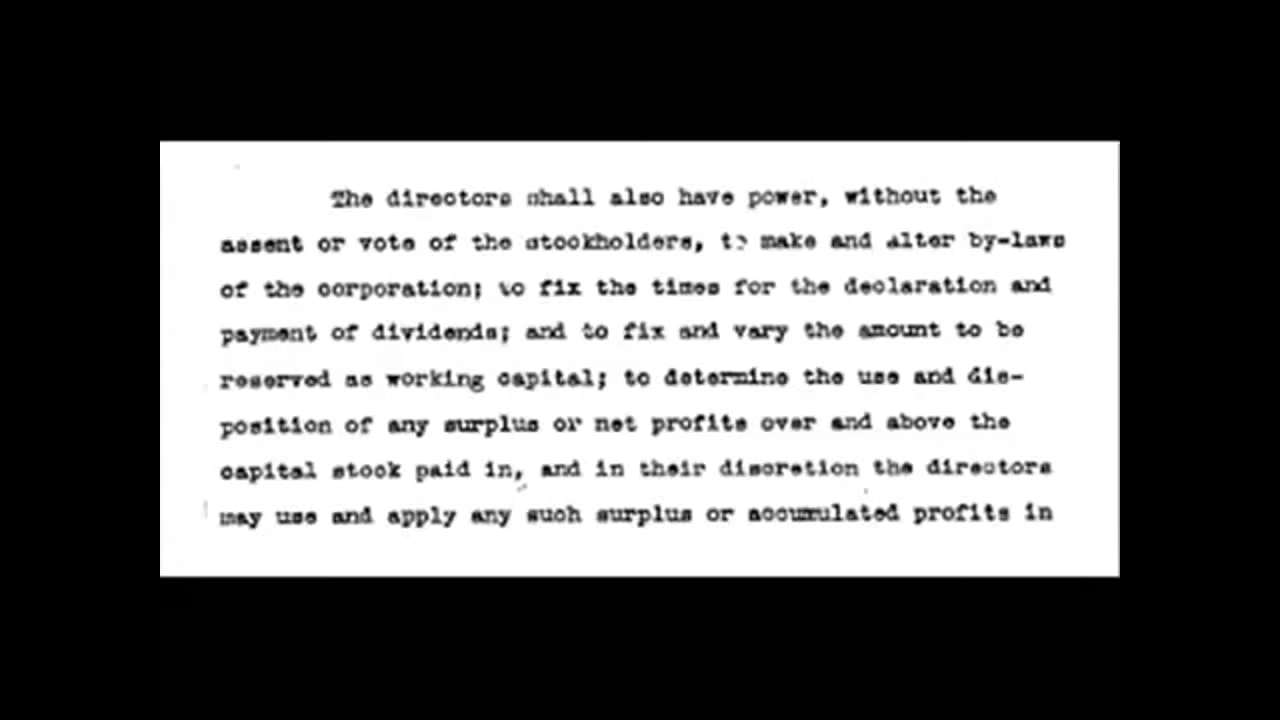 The directors shall also have power, without the
assent or vote of the stockholders, to make and alter by-laws
of the corporation; to fix the times for the declaration and
payment of dividends; and to fix and vary the amount to be
reserved as working capital; to determine the use and dis-
position of any surplus or net profits over and above the
capital stock paid in, and in their discretion the directors
may use and apply any such surplus or accumulated profits in